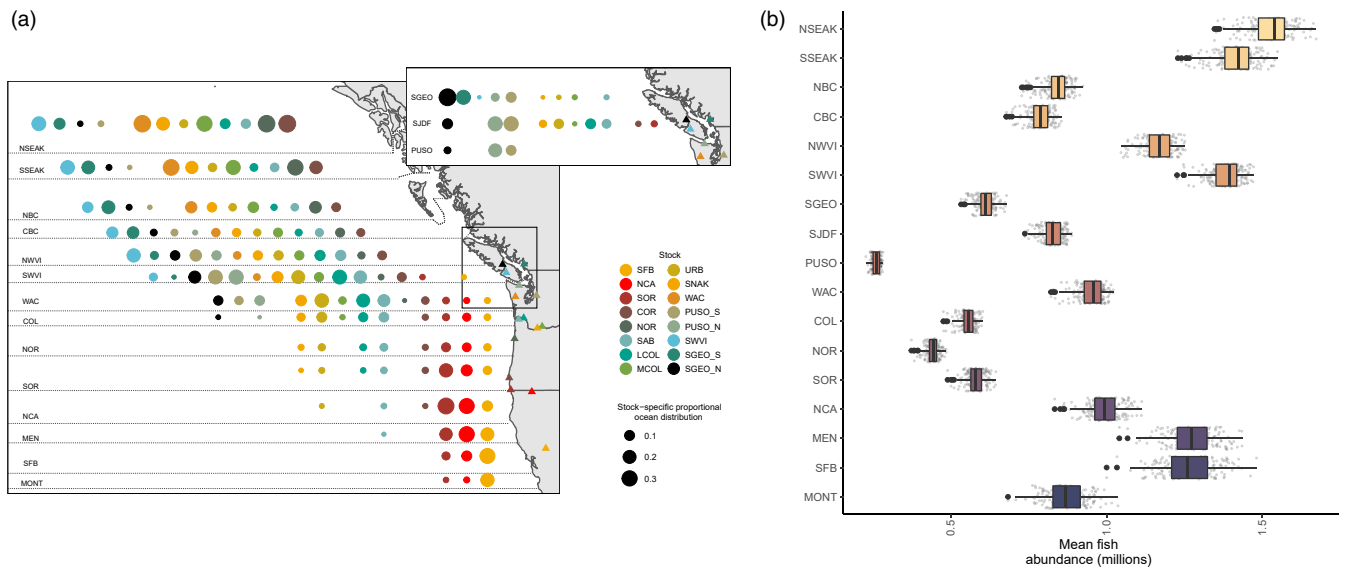 (a)
NSEAK
SSEAK
NBC
CBC
NWVI
SWVI
WAC
COL
NOR
SOR
NCA
MEN
SFB
MONT
SGEO
SJDF
PUSO
Stock
SFB URB
NCA SNAK
SOR WAC
COR PUSO_S
NOR PUSO_N
SAB SWVI
LCOL SGEO_S
MCOL SGEO_N
Stock−specific proportional
ocean distribution
0.1
0.2
0.3
(b)
NSEAK
SSEAK
NBC
CBC
NWVI
SWVI
SGEO
SJDF
PUSO
WAC
COL
NOR
SOR
NCA
MEN
SFB
MONT
0.5 1.0 1.5
Mean fish
abundance (millions)